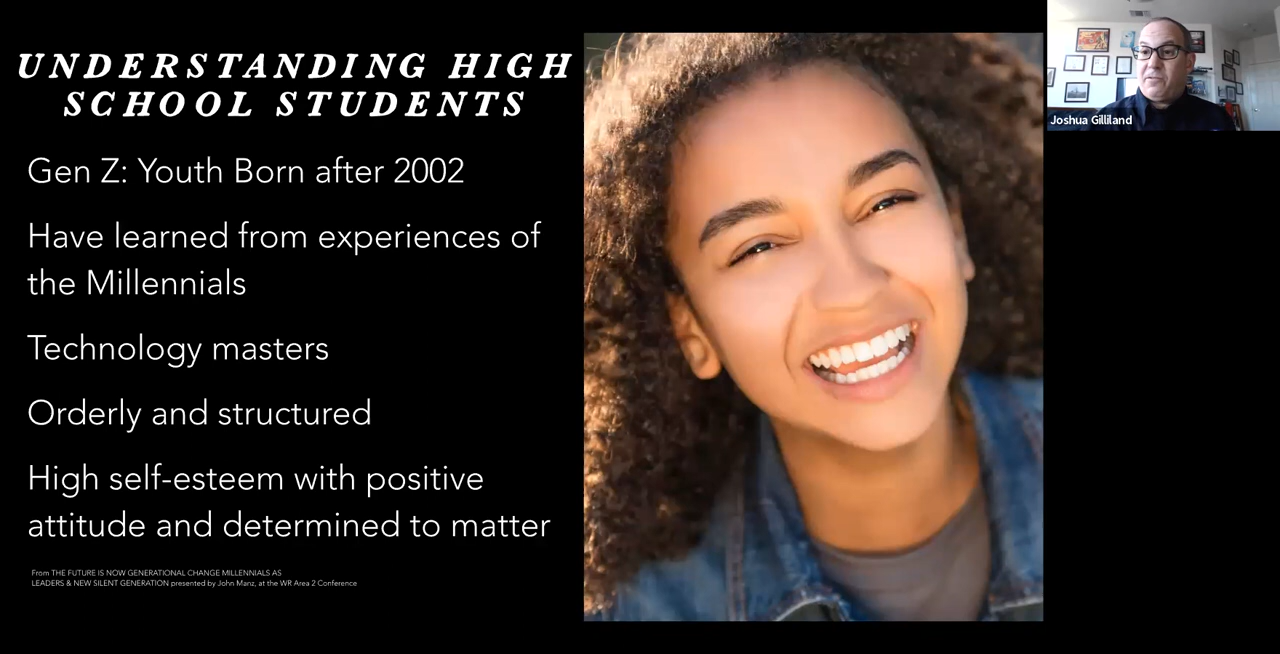 UNDERSTANDING HIGH
SCHOOL STUDENTS
Gen Z: Youth Born after 2002
Have learned from experiences of
the Millennials
Technology masters
Orderly and structured
High self-esteem with positive
attitude and determined to matter
From THE FUTURE IS NOW GENERATIONAL CHANGE MILLENNIALS AS
LEADERS & NEW SILENT GENERATION presented by John Manz, at the WR Area 2 Conference
Joshua Gilliland